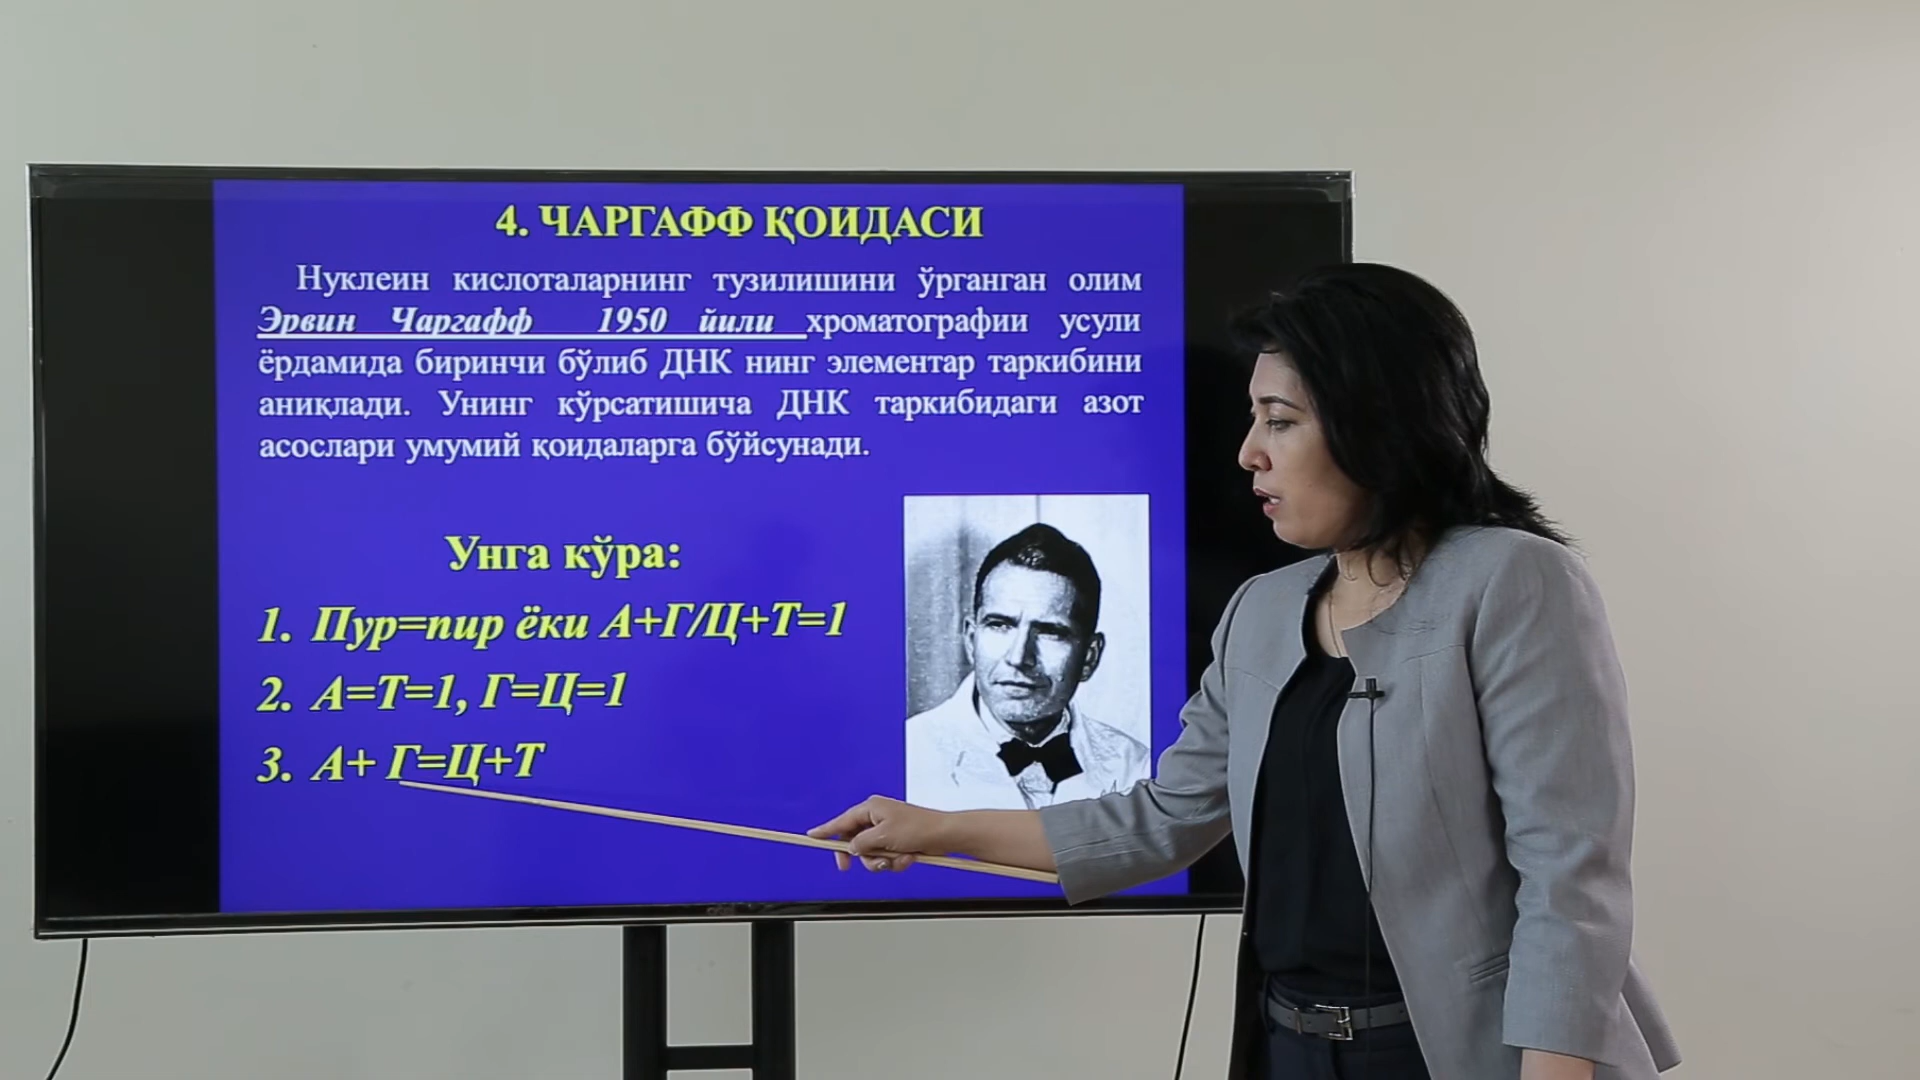 4. ЧАРГАФФ ҚОИДАСИ
Нуклеин кислоталарнинг тузилишини ўрганган олим
Эрвин Чаргафф 1950 йили хроматографии усули
ёрдамида биринчи бўлиб ДНК нинг элементар таркибини
аниқлади. Унинг кўрсатишича ДНК таркибидаги азот
асослари умумий қоидаларга бўйсунади.
Унга кўра:
1. Пур=пир ёки А+Г/Ц+Т=1
2. А=Т=1, Г=Ц=1
3. А+ Г=Ц+Т